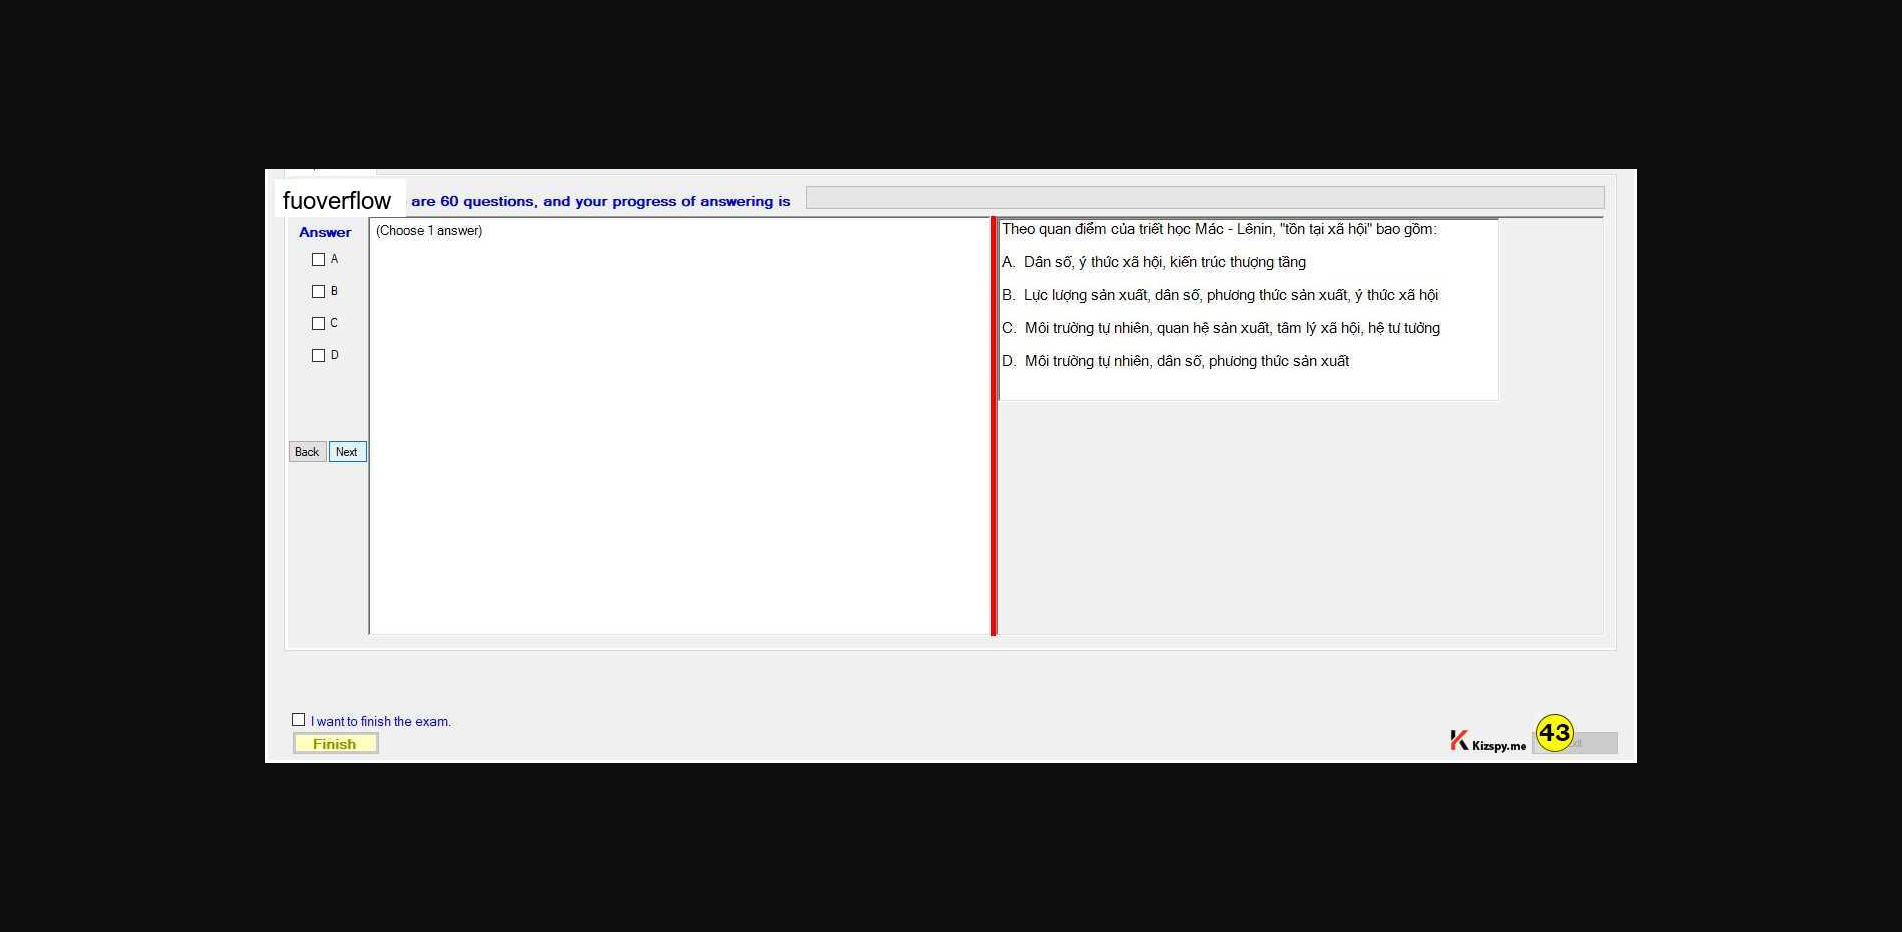 fuoverflow are 60 questions, and your progress of answering is
Answer
(Choose 1 answer)
A
B
C
D
Back Next
Theo quan điểm của triết học Mác - Lênin, "tồn tại xã hội" bao gồm:
A. Dân số, ý thức xã hội, kiến trúc thượng tầng
B. Lực lượng sản xuất, dân số, phương thức sản xuất, ý thức xã hội
C. Môi trường tự nhiên, quan hệ sản xuất, tâm lý xã hội, hệ tư tưởng
D. Môi trường tự nhiên, dân số, phương thức sản xuất
I want to finish the exam.
Finish
Kizspy.me
43